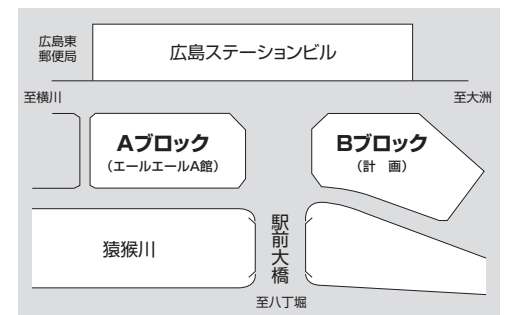 広島東
郵便局
広島ステーションビル
至横川
至大洲
Aブロック
(エールエールA館)
Bブロック
(計　画)
猿猴川
駅前大橋
至八丁堀